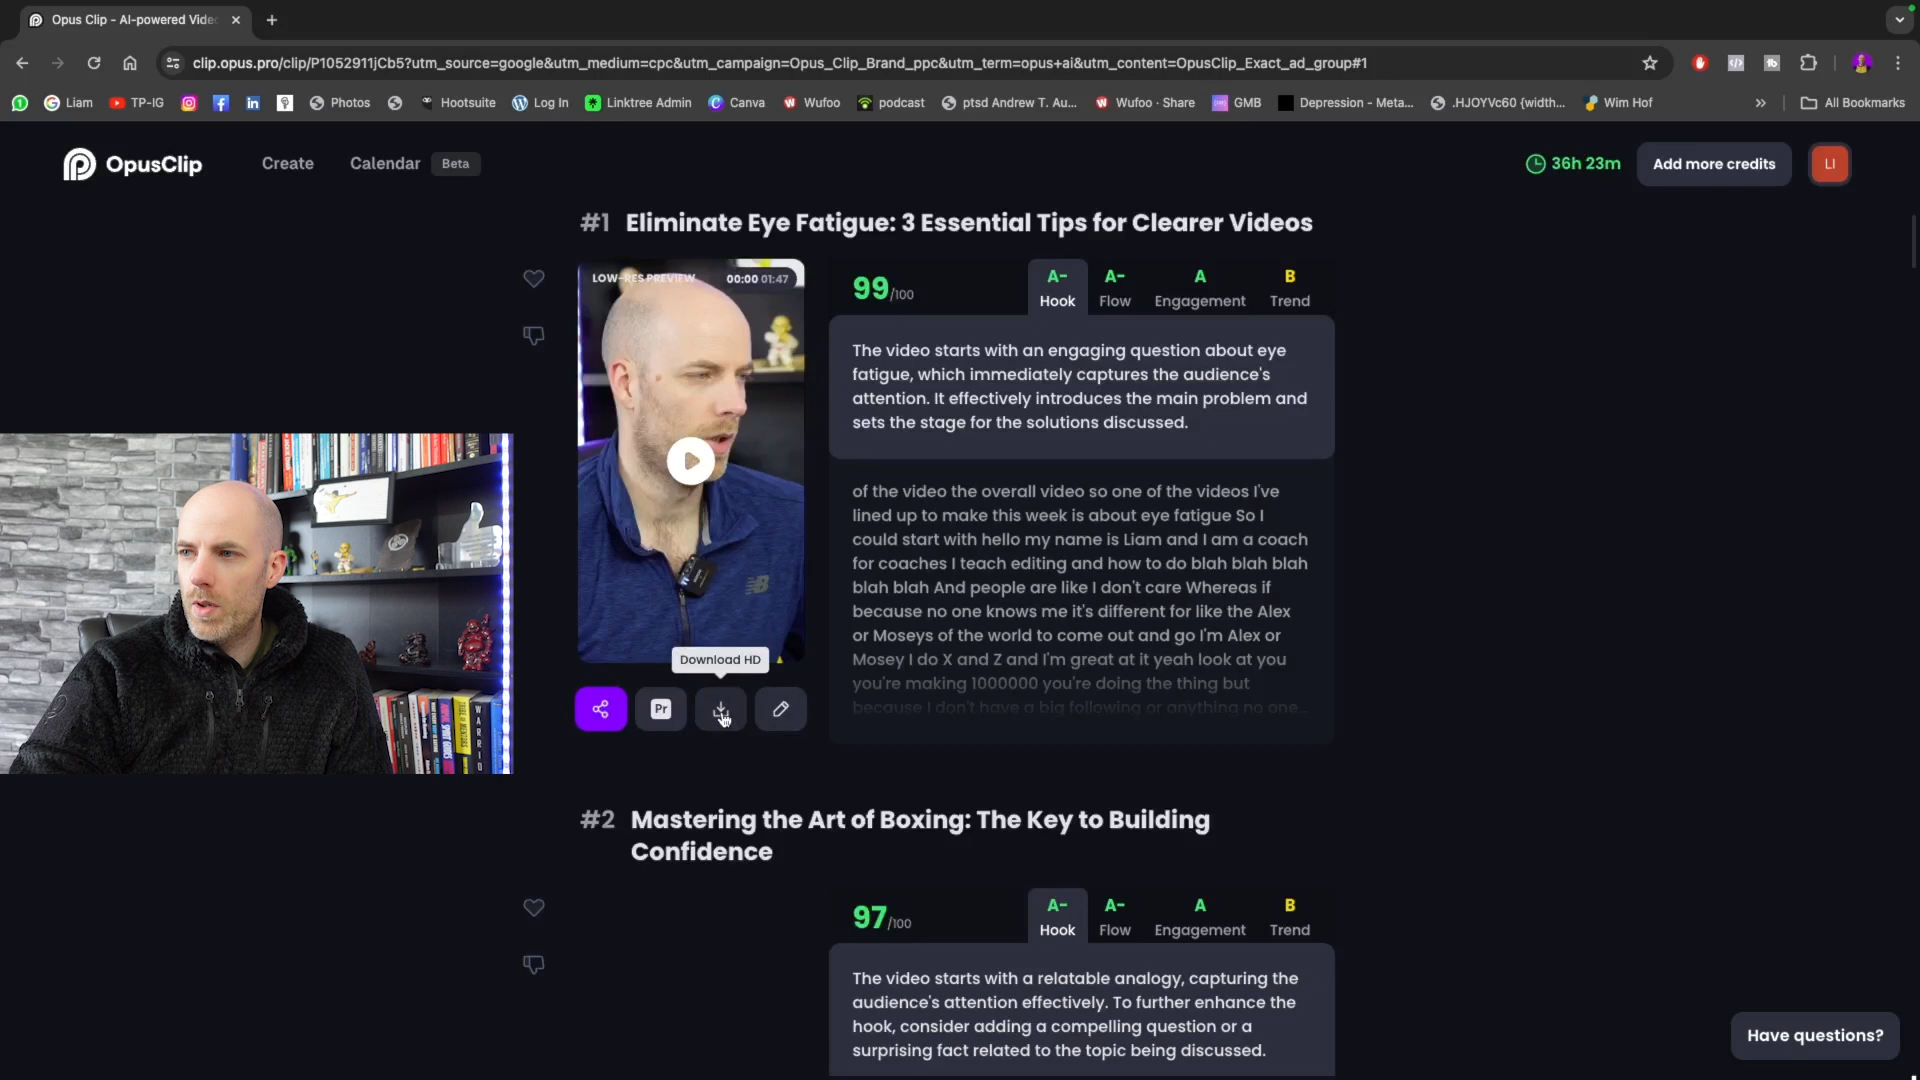 Opus Clip - AI-powered Vide
clip.opus.pro/clip/P1052911jCb5?utm_source=google&utm_medium=cpc&utm_campaign=Opus_Clip_Brand_ppc&utm_term=opus+ai&utm_content=OpusClip_Exact_ad_group#1
Liam TP-IG Photos Hootsuite Log In Linktree Admin Canva Wufoo podcast ptsd Andrew T. Au... Wufoo · Share GMB Depression - Meta... .HJOYVc60 {width... Wim Hof » All Bookmarks
OpusClip Create Calendar Beta 36h 23m Add more credits LI
#1 Eliminate Eye Fatigue: 3 Essential Tips for Clearer Videos
LOW-RES PREVIEW 00:00 01:47
99/100
A- Hook
A- Flow
A Engagement
B Trend
The video starts with an engaging question about eye
fatigue, which immediately captures the audience's
attention. It effectively introduces the main problem and
sets the stage for the solutions discussed.
of the video the overall video so one of the videos I've
lined up to make this week is about eye fatigue So I
could start with hello my name is Liam and I am a coach
for coaches I teach editing and how to do blah blah blah
blah blah And people are like I don't care Whereas if
because no one knows me it's different for like the Alex
or Moseys of the world to come out and go I'm Alex or
Mosey I do X and Z and I'm great at it yeah look at you
you're making 1000000 you're doing the thing but
because I don't have a big following or anything no one...
Download HD
Pr
#2 Mastering the Art of Boxing: The Key to Building
Confidence
97/100
A- Hook
A- Flow
A Engagement
B Trend
The video starts with a relatable analogy, capturing the
audience's attention effectively. To further enhance the
hook, consider adding a compelling question or a
surprising fact related to the topic being discussed.
Have questions?